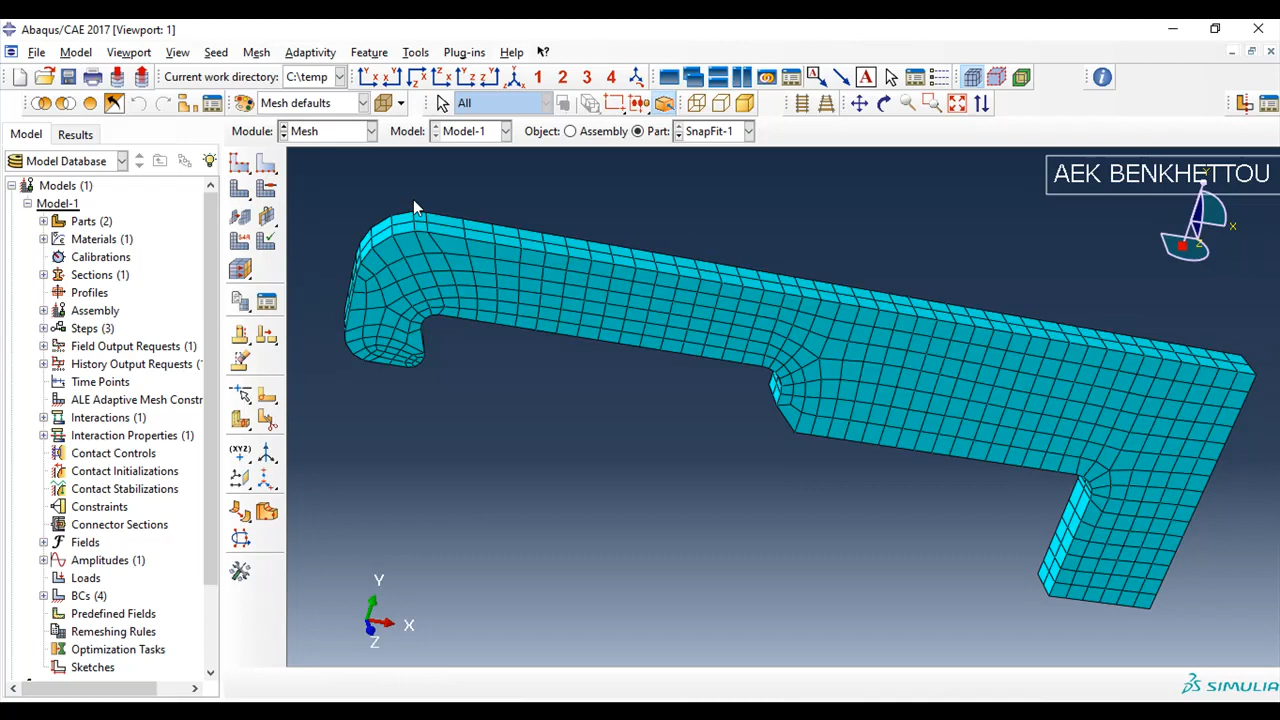 Abaqus/CAE 2017 [Viewport: 1]
File Model Viewport View Seed Mesh Adaptivity Feature Tools Plug-ins Help
Current work directory: C:\temp
1 2 3 4
Mesh defaults All
Model Results
Module: Mesh Model: Model-1 Object: Assembly Part: SnapFit-1
Model Database
Models (1)
Model-1
Parts (2)
Materials (1)
Calibrations
Sections (1)
Profiles
Assembly
Steps (3)
Field Output Requests (1)
History Output Requests (
Time Points
ALE Adaptive Mesh Constr
Interactions (1)
Interaction Properties (1)
Contact Controls
Contact Initializations
Contact Stabilizations
Constraints
Connector Sections
Fields
Amplitudes (1)
Loads
BCs (4)
Predefined Fields
Remeshing Rules
Optimization Tasks
Sketches
(XYZ)
AEK BENKHETTOU
Y
X
Z
Y
X
Z
SIMULIA